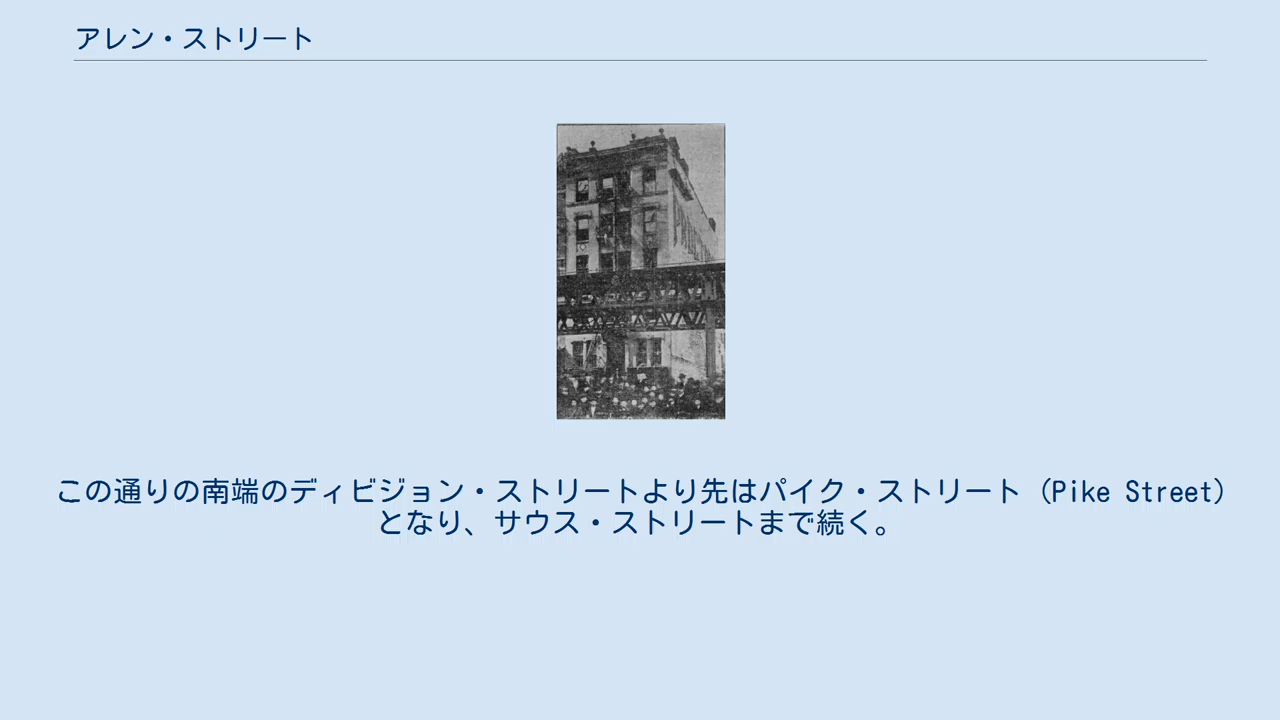 アレン・ストリート
この通りの南端のディビジョン・ストリートより先はパイク・ストリート（Pike Street）
となり、サウス・ストリートまで続く。